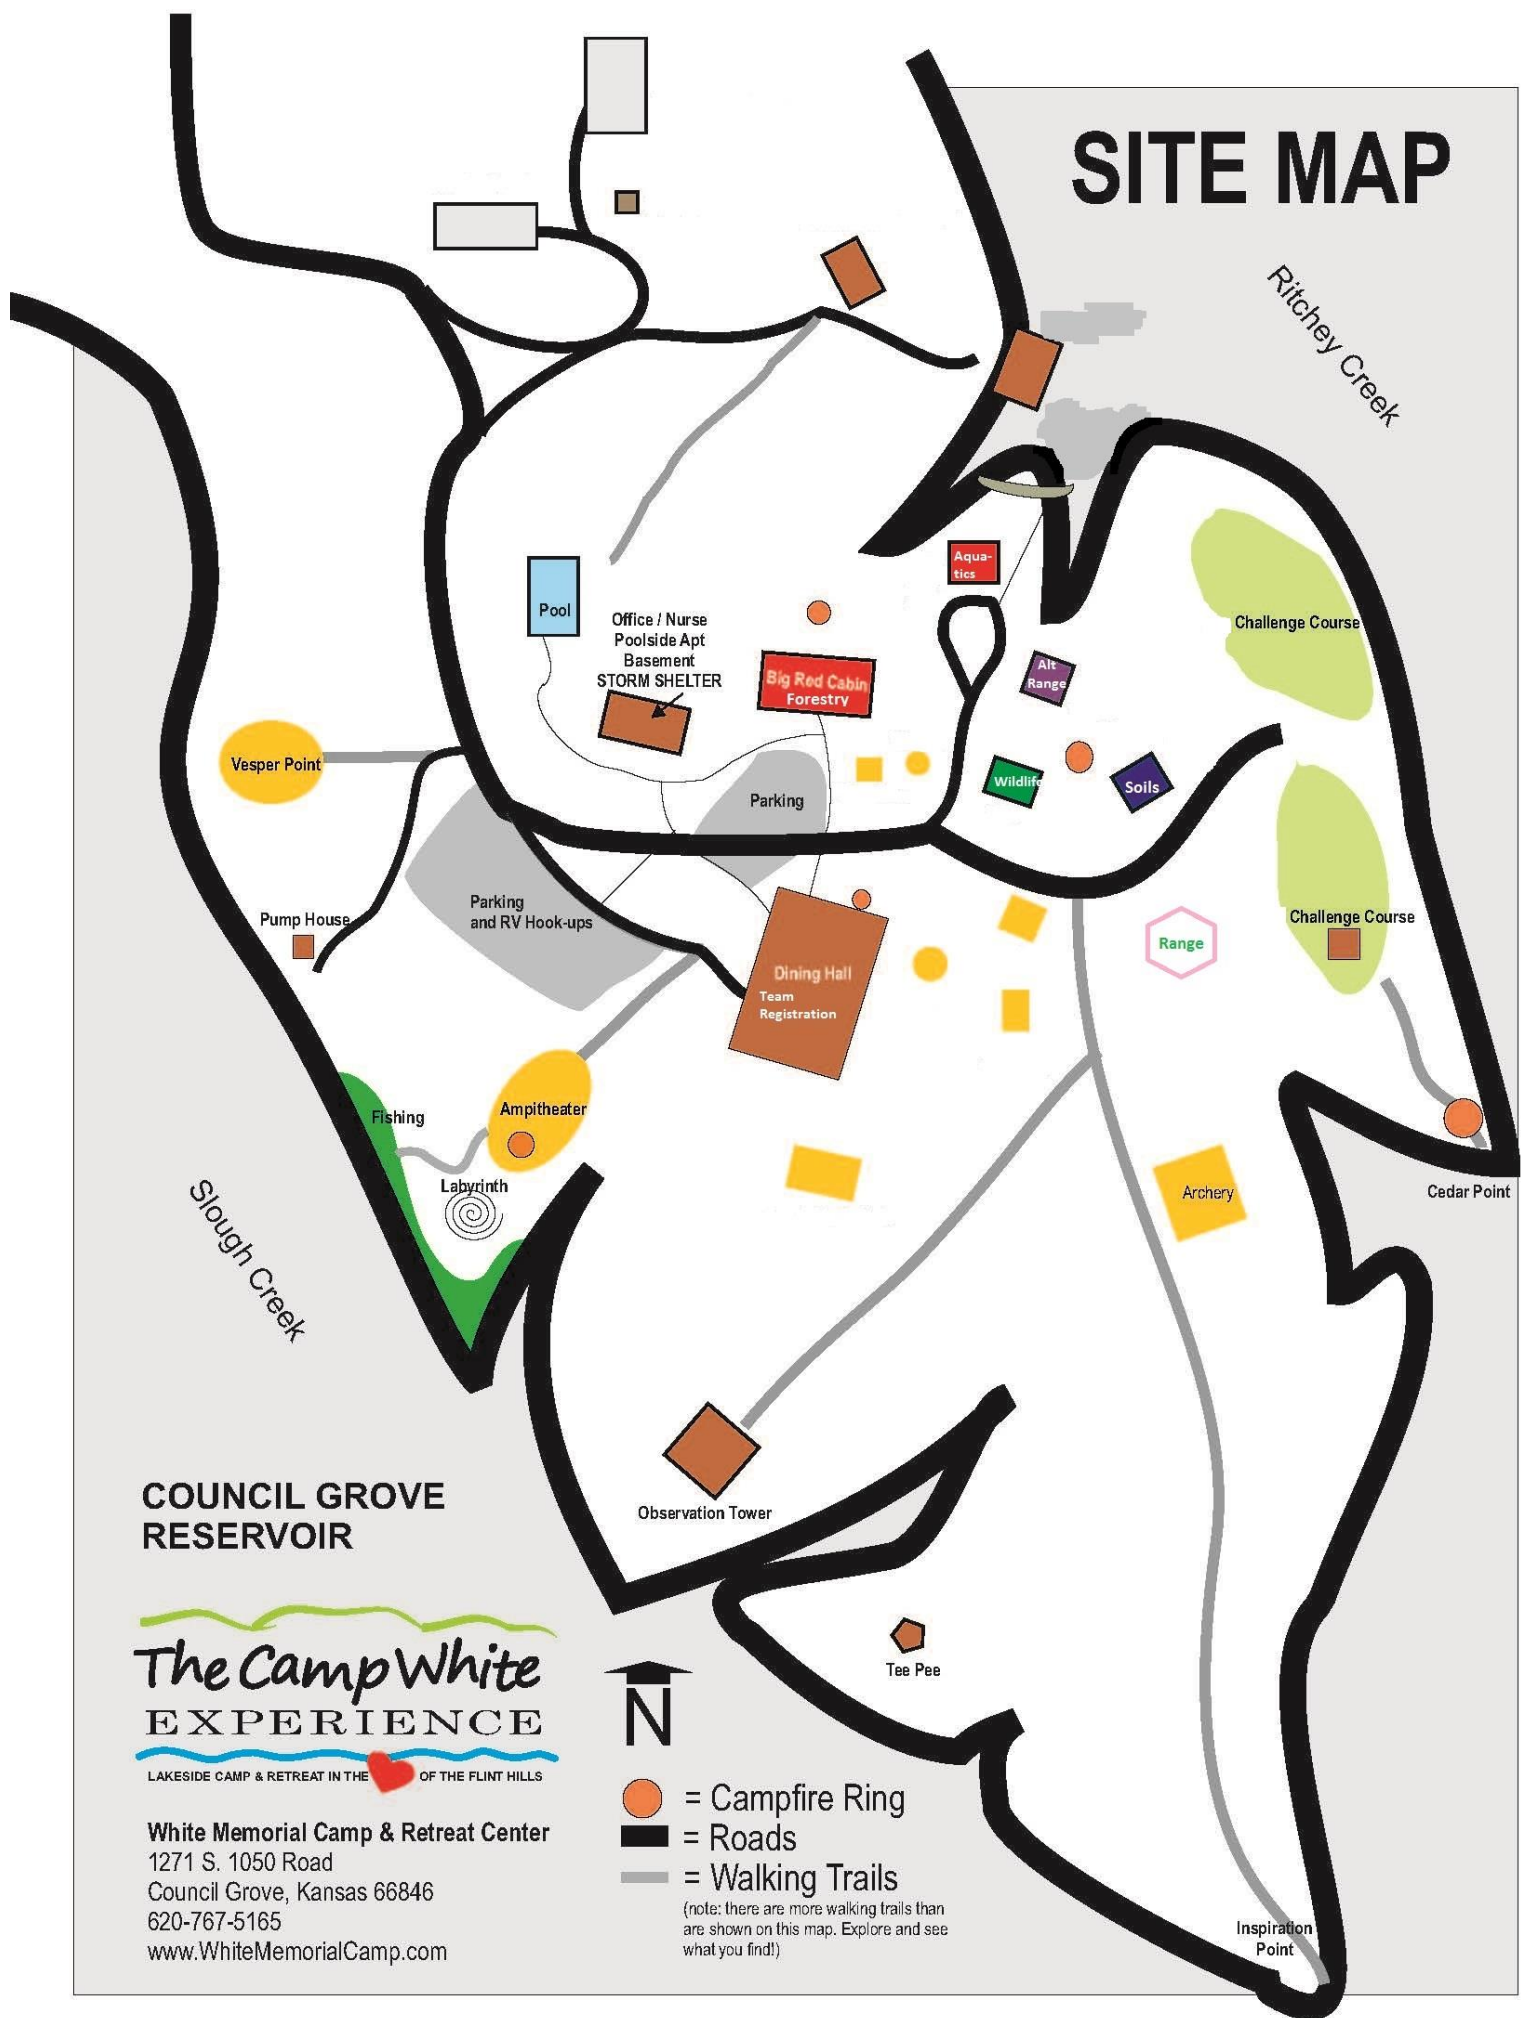 SITE MAP
Ritchey Creek
Aqua-
tics
Challenge Course
Pool
Office / Nurse
Poolside Apt
Basement
STORM SHELTER
Big Red Cabin
Forestry
Alt
Range
Vesper Point
Wildlife
Soils
Parking
Parking
and RV Hook-ups
Pump House
Challenge Course
Range
Dining Hall
Team
Registration
Fishing
Ampitheater
Labyrinth
Archery
Cedar Point
Slough Creek
COUNCIL GROVE
RESERVOIR
Observation Tower
Tee Pee
The Camp White
EXPERIENCE
LAKESIDE CAMP & RETREAT IN THE OF THE FLINT HILLS
White Memorial Camp & Retreat Center
1271 S. 1050 Road
Council Grove, Kansas 66846
620-767-5165
www.WhiteMemorialCamp.com
N
= Campfire Ring
= Roads
= Walking Trails
(note: there are more walking trails than
are shown on this map. Explore and see
what you find!)
Inspiration
Point